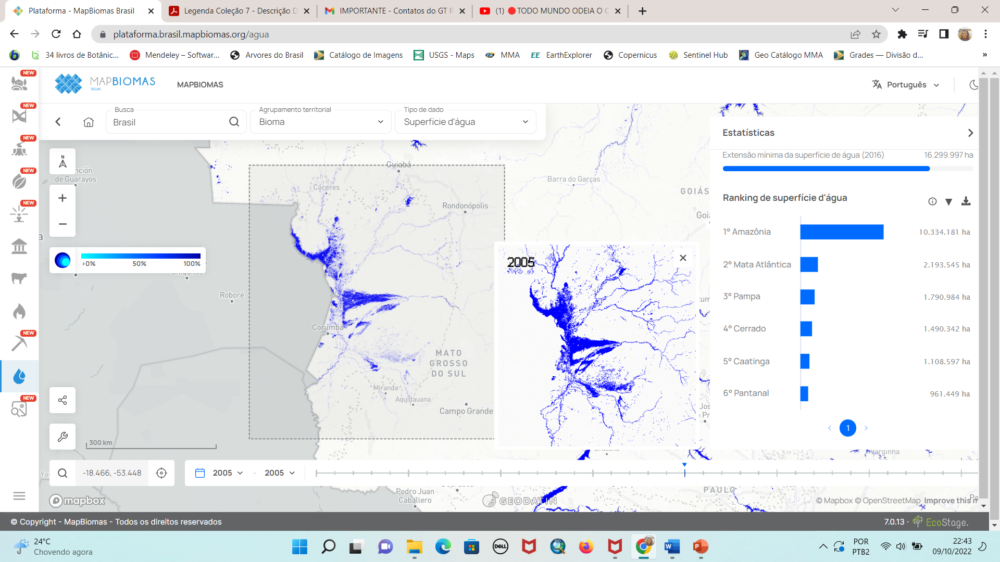 Plataforma - MapBiomas Brasil
Legenda Coleção 7 - Descrição D
IMPORTANTE - Contatos do GT R
(1) 🔴TODO MUNDO ODEIA O C
plataforma.brasil.mapbiomas.org/agua
34 livros de Botânic...
Mendeley – Softwar...
Arvores do Brasil
Catálogo de Imagens
USGS - Maps
MMA
EE EarthExplorer
Copernicus
Sentinel Hub
Geo Catálogo MMA
Grades — Divisão d...
»
NEW
MAPBIOMAS
[ÁGUA]
MAPBIOMAS
Português
NEW
Busca
Brasil
Agrupamento territorial
Bioma
Tipo de dado
Superfície d'água
NEW
Estatísticas
Extensão mínima da superfície de água (2016)
16.299.997 ha
N
nción
de Guarayos
Cuiabá
NEW
Barra do Garças
Cáceres
GOIÁS
NEW
Rondonópolis
Ranking de superfície d'água
Goi
1º Amazônia
10.334.181 ha
a
>0%
50%
100%
2005
2º Mata Atlântica
2.193.545 ha
Roboré
3º Pampa
1.790.984 ha
Corumbá
NEW
4º Cerrado
1.490.342 ha
MATO
GROSSO
DO SUL
5º Caatinga
1.108.597 ha
Miranda
Aquidauana
NEW
6º Pantanal
961.449 ha
Campo Grande
Jos
o Pr
1
300 km
Varginha
-18.466, -53.448
2005
-
2005
Ya
mapbox
Pedro Juan
Caballero
GEODATIN
PAULO
© Mapbox © OpenStreetMap Improve this m
Pe
© Copyright - MapBiomas - Todos os direitos reservados
7.0.13 ·
EcoStage.
24°C
Chovendo agora
DELL
W
P
POR
PTB2
22:43
09/10/2022